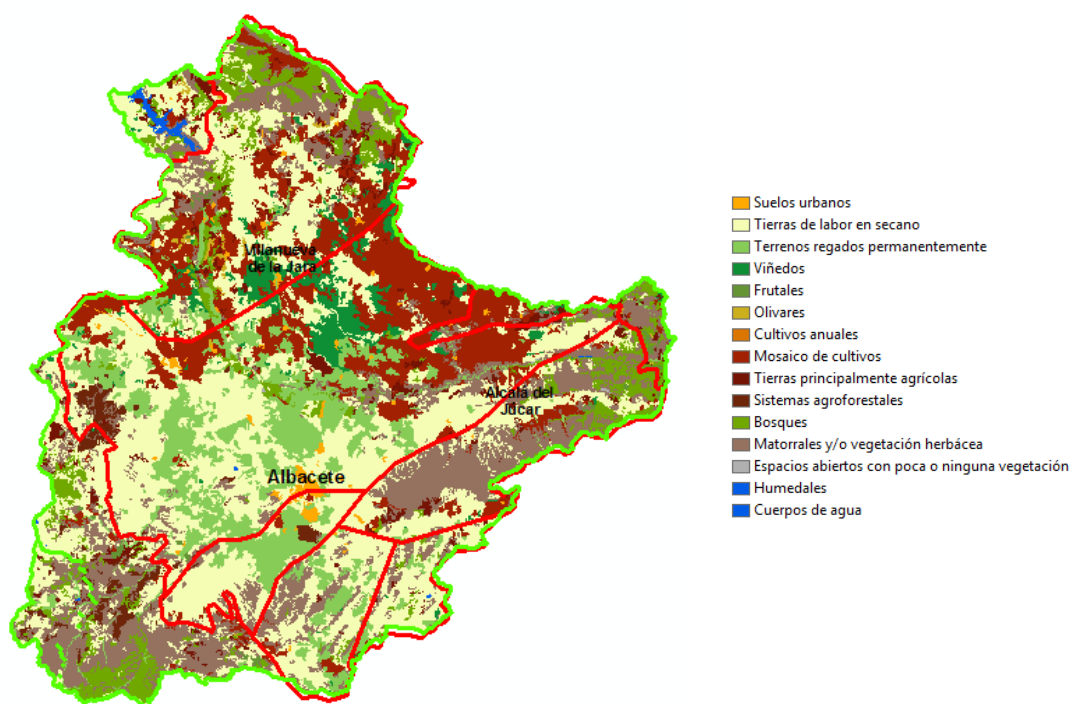 Villanueva
de la Jara
Alcalá del
Júcar
Albacete
Suelos urbanos
Tierras de labor en secano
Terrenos regados permanentemente
Viñedos
Frutales
Olivares
Cultivos anuales
Mosaico de cultivos
Tierras principalmente agrícolas
Sistemas agroforestales
Bosques
Matorrales y/o vegetación herbácea
Espacios abiertos con poca o ninguna vegetación
Humedales
Cuerpos de agua